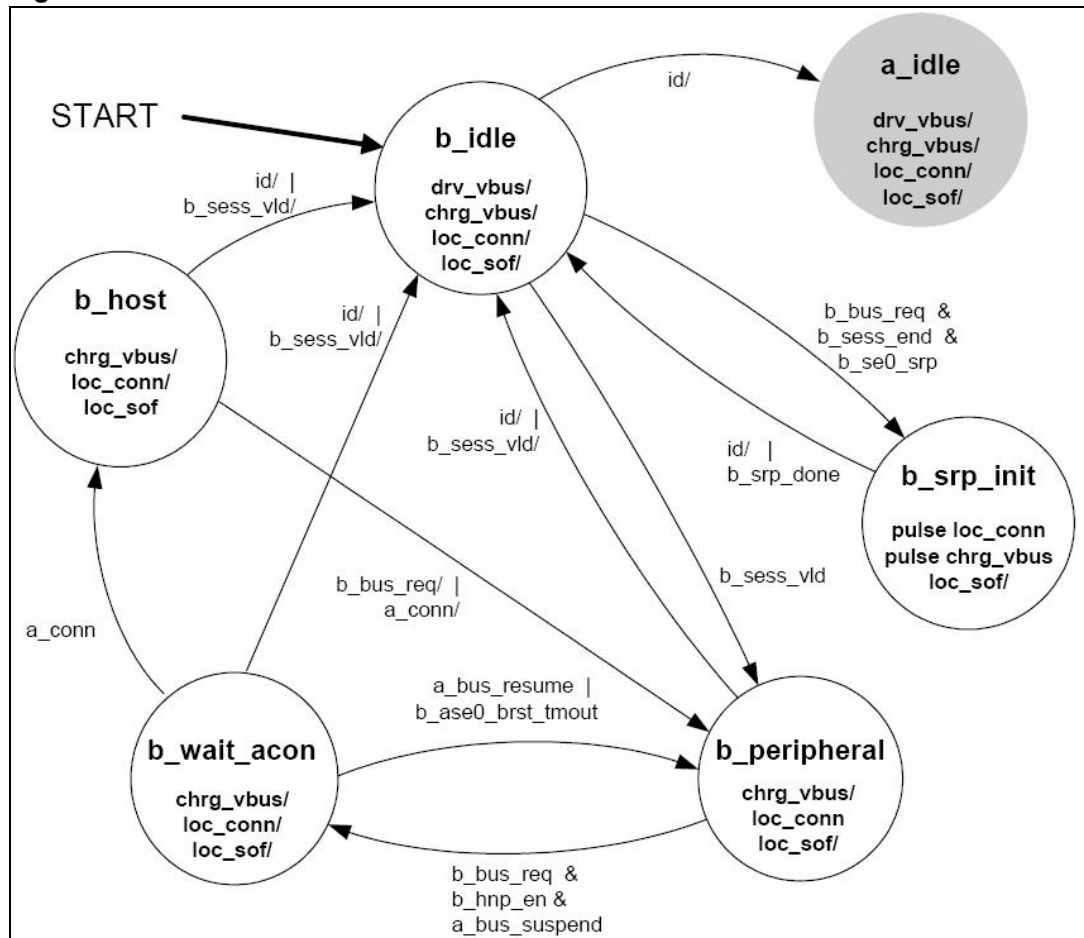 g
START
id/
a_idle
drv_vbus/
chrg_vbus/
loc_conn/
loc_sof/
b_idle
drv_vbus/
chrg_vbus/
loc_conn/
loc_sof/
id/ |
b_sess_vld/
b_host
chrg_vbus/
loc_conn/
loc_sof
id/ |
b_sess_vld/
b_bus_req &
b_sess_end &
b_se0_srp
id/ |
b_sess_vld/
id/ |
b_srp_done
b_srp_init
pulse loc_conn
pulse chrg_vbus
loc_sof/
b_sess_vld
b_bus_req/ |
a_conn/
a_conn
a_bus_resume |
b_ase0_brst_tmout
b_wait_acon
chrg_vbus/
loc_conn/
loc_sof/
b_peripheral
chrg_vbus/
loc_conn
loc_sof/
b_bus_req &
b_hnp_en &
a_bus_suspend